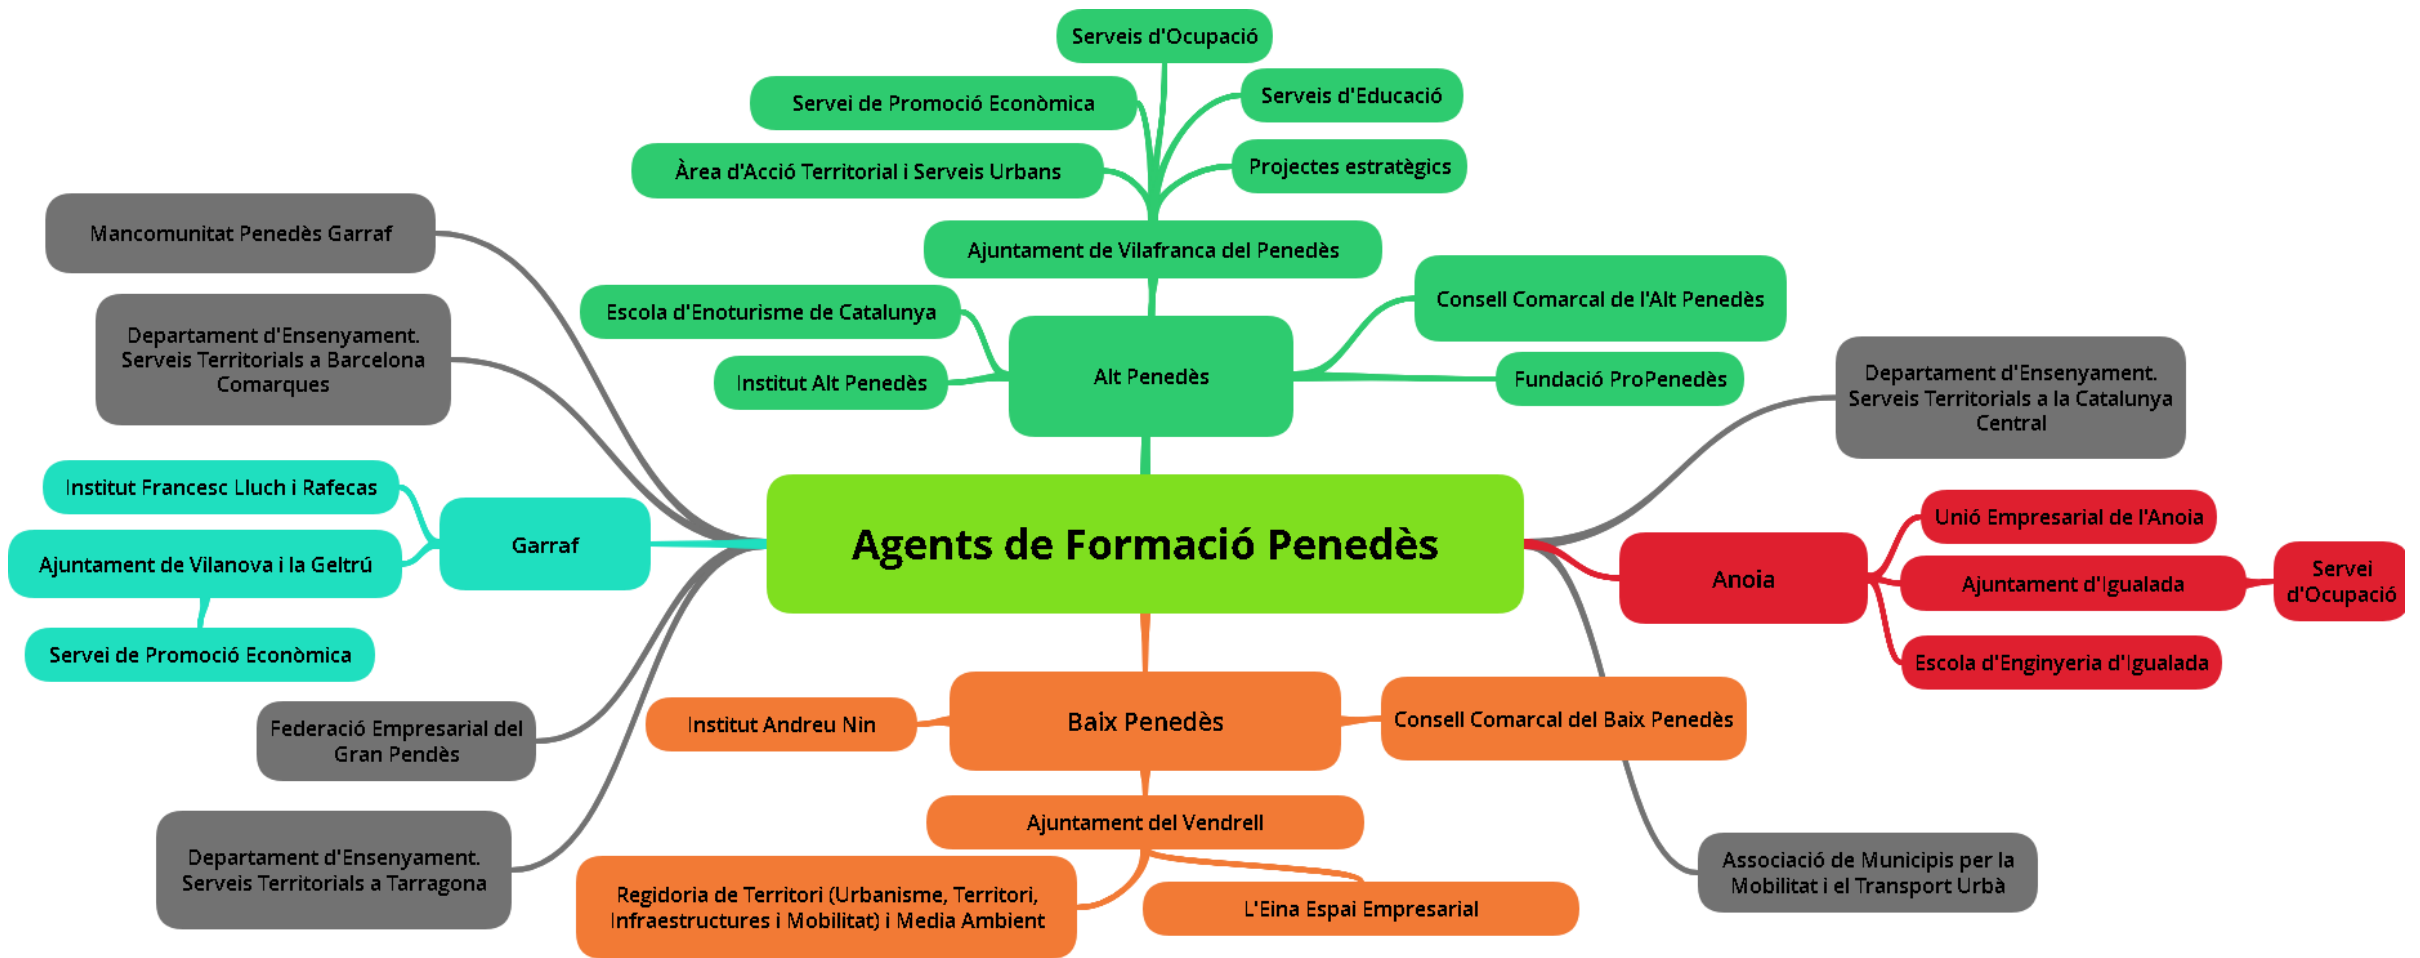 Serveis d'Ocupació
Servei de Promoció Econòmica
Serveis d'Educació
Àrea d'Acció Territorial i Serveis Urbans
Projectes estratègics
Ajuntament de Vilafranca del Penedès
Escola d'Enoturisme de Catalunya
Institut Alt Penedès
Alt Penedès
Consell Comarcal de l'Alt Penedès
Fundació ProPenedès
Mancomunitat Penedès Garraf
Departament d'Ensenyament.
Serveis Territorials a Barcelona
Comarques
Departament d'Ensenyament.
Serveis Territorials a la Catalunya
Central
Institut Francesc Lluch i Rafecas
Ajuntament de Vilanova i la Geltrú
Servei de Promoció Econòmica
Garraf
Agents de Formació Penedès
Anoia
Unió Empresarial de l'Anoia
Ajuntament d'Igualada
Servei
d'Ocupació
Escola d'Enginyeria d'Igualada
Federació Empresarial del
Gran Pendès
Departament d'Ensenyament.
Serveis Territorials a Tarragona
Institut Andreu Nin
Baix Penedès
Consell Comarcal del Baix Penedès
Ajuntament del Vendrell
Regidoria de Territori (Urbanisme, Territori,
Infraestructures i Mobilitat) i Media Ambient
L'Eina Espai Empresarial
Associació de Municipis per la
Mobilitat i el Transport Urbà